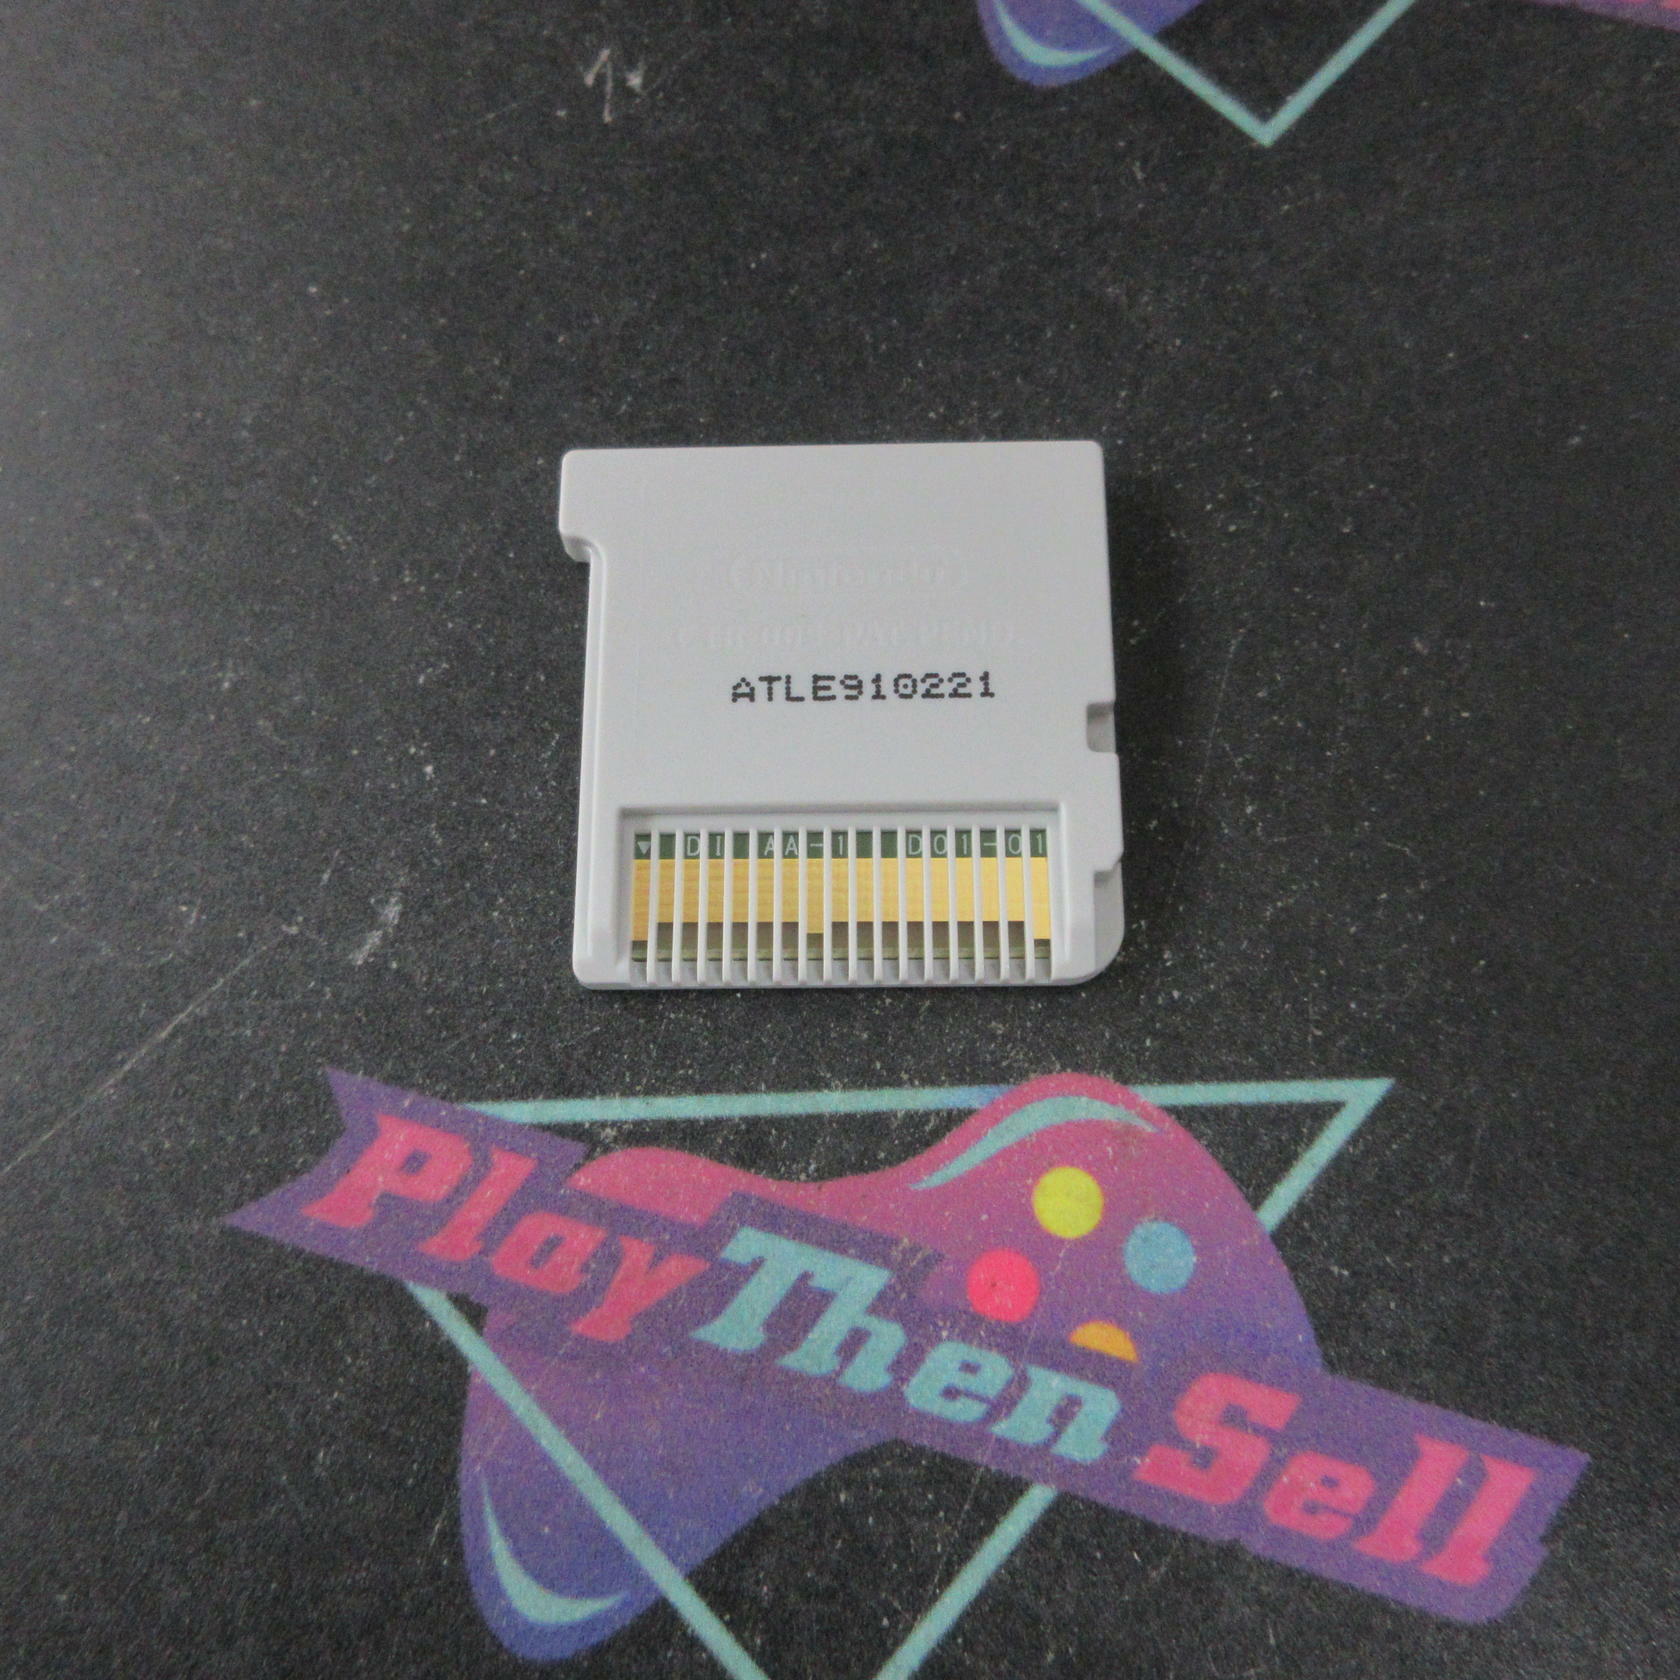 Nintendo
ATLE910221
DI AA-1 D01-01
Play Then Sell